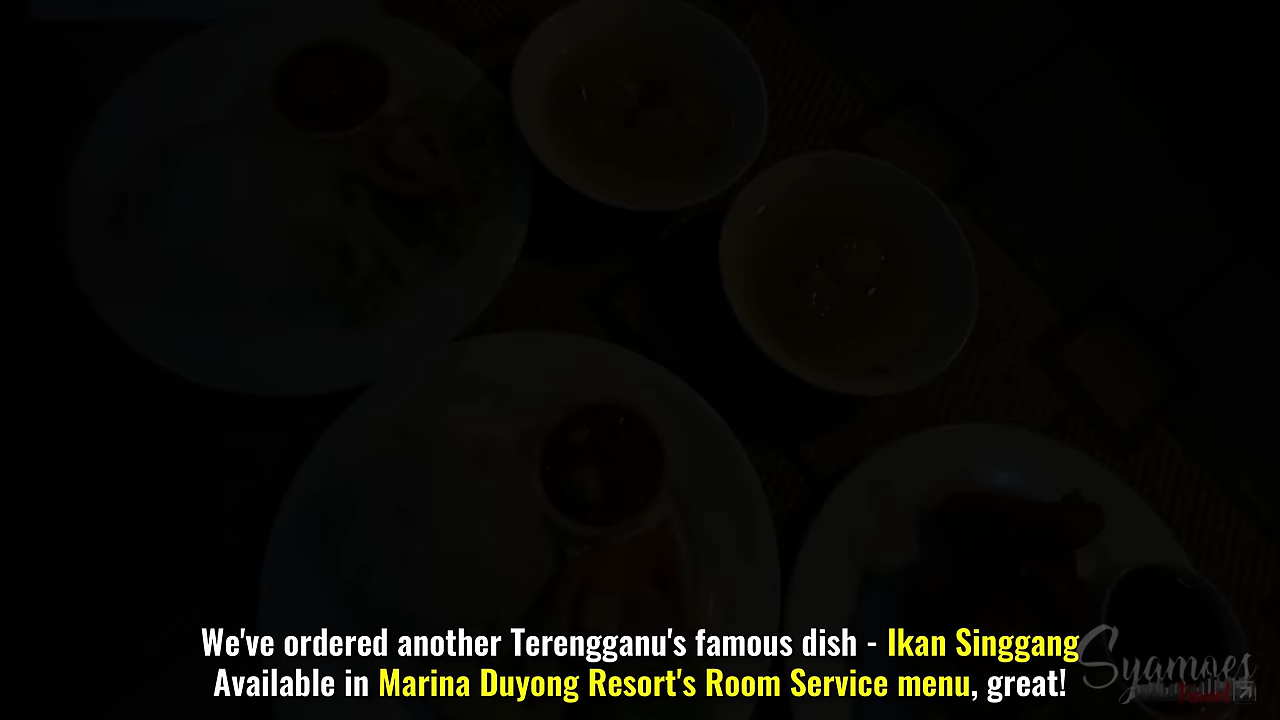 We've ordered another Terengganu's famous dish - Ikan Singgang
Available in Marina Duyong Resort's Room Service menu, great!
Syamoes
Travel